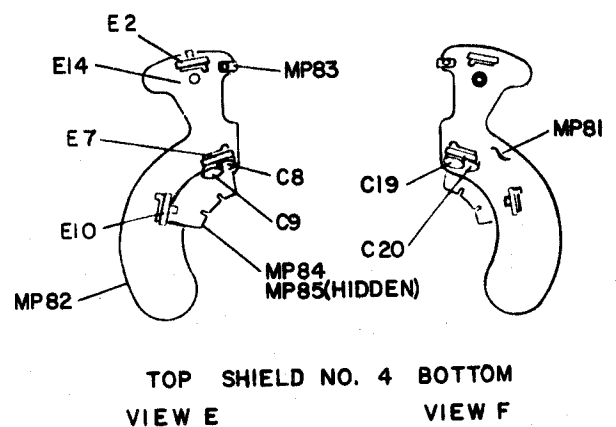 E2
E14
MP83
E7
C8
C9
E10
MP84
MP85(HIDDEN)
MP82
MP81
C19
C20
TOP SHIELD NO. 4 BOTTOM
VIEW E
VIEW F